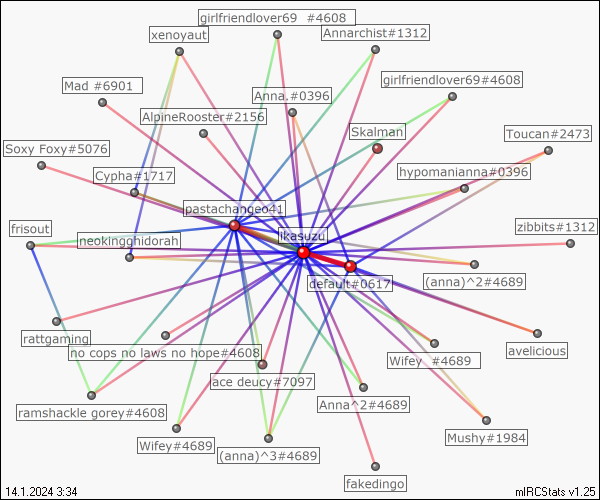 girlfriendlover69 #4608
xenoyaut
Annarchist#1312
girlfriendlover69#4608
Mad #6901
Anna.#0396
AlpineRooster#2156
Skalman
Toucan#2473
Soxy Foxy#5076
Cypha#1717
hypomanianna#0396
pastachangeo41
frisout
neokingghidorah
ikasuzu
zibbits#1312
default#0617
(anna)^2#4689
rattgaming
no cops no laws no hope#4608
avelicious
Wifey_#4689
ace deucy#7097
ramshackle gorey#4608
Anna^2#4689
Wifey#4689
(anna)^3#4689
Mushy#1984
fakedingo
14.1.2024 3:34
mIRCStats v1.25